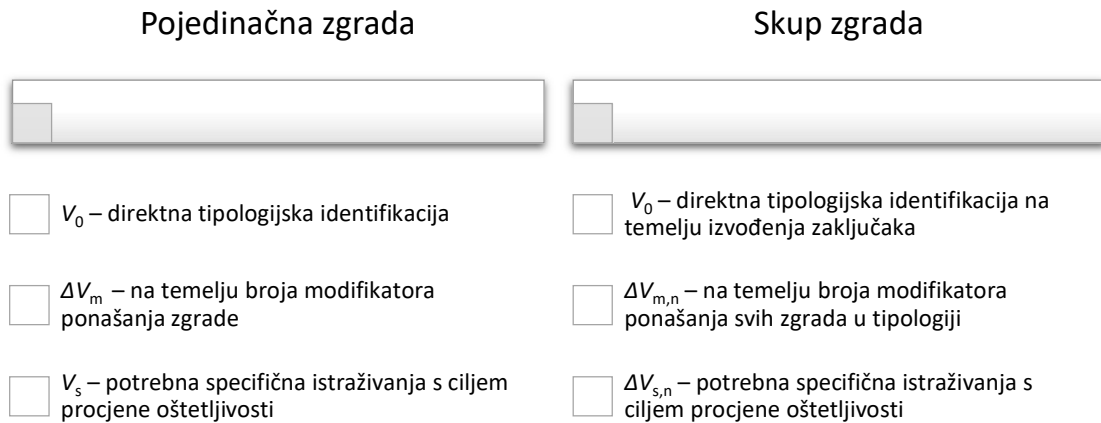 Pojedinačna zgrada
V₀ – direktna tipologijska identifikacija
ΔVₘ – na temelju broja modifikatora
ponašanja zgrade
Vₛ – potrebna specifična istraživanja s ciljem
procjene oštetljivosti
Skup zgrada
V₀ – direktna tipologijska identifikacija na
temelju izvođenja zaključaka
ΔVm,n – na temelju broja modifikatora
ponašanja svih zgrada u tipologiji
ΔVs,n – potrebna specifična istraživanja s
ciljem procjene oštetljivosti